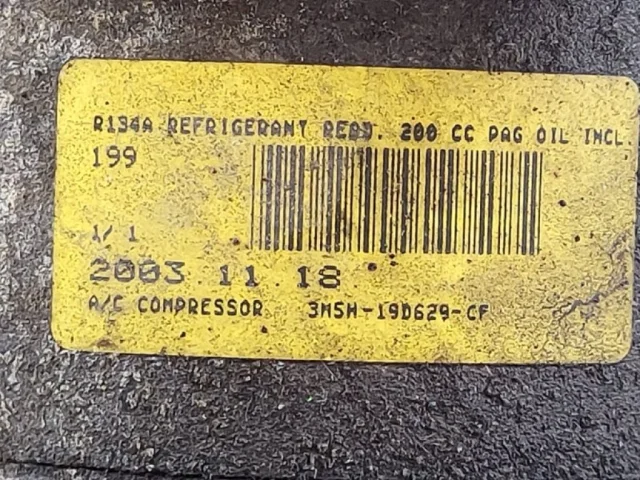 R134A REFRIGERANT REQD. 200 CC PAG OIL INCL.
199
1/ 1
2003.11.18.
A/C COMPRESSOR 3M5H-19D629-CF